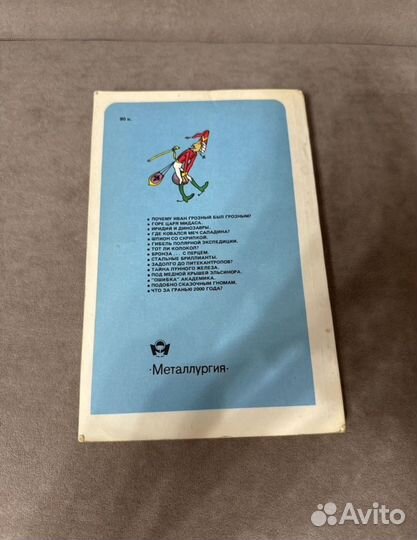 90 к.
• ПОЧЕМУ ИВАН ГРОЗНЫЙ БЫЛ ГРОЗНЫМ?
• ГОРЕ ЦАРЯ МИДАСА.
• ИРИДИЙ И ДИНОЗАВРЫ.
• ГДЕ КОВАЛСЯ МЕЧ САЛАДИНА?
• ШПИОН СО СКРИПКОЙ.
• ГИБЕЛЬ ПОЛЯРНОЙ ЭКСПЕДИЦИИ.
• ТОТ ЛИ КОЛОКОЛ?
• БРОНЗА . . . С ПЕРЦЕМ.
• СТАЛЬНЫЕ БРИЛЛИАНТЫ.
• ЗАДОЛГО ДО ПИТЕКАНТРОПОВ?
• ТАЙНА ЛУННОГО ЖЕЛЕЗА.
• ПОД МЕДНОЙ КРЫШЕЙ ЭЛЬСИНОРА.
• "ОШИБКА" АКАДЕМИКА.
• ПОДОБНО СКАЗОЧНЫМ ГНОМАМ.
• ЧТО ЗА ГРАНЬЮ 2000 ГОДА?
·Металлургия·
Avito